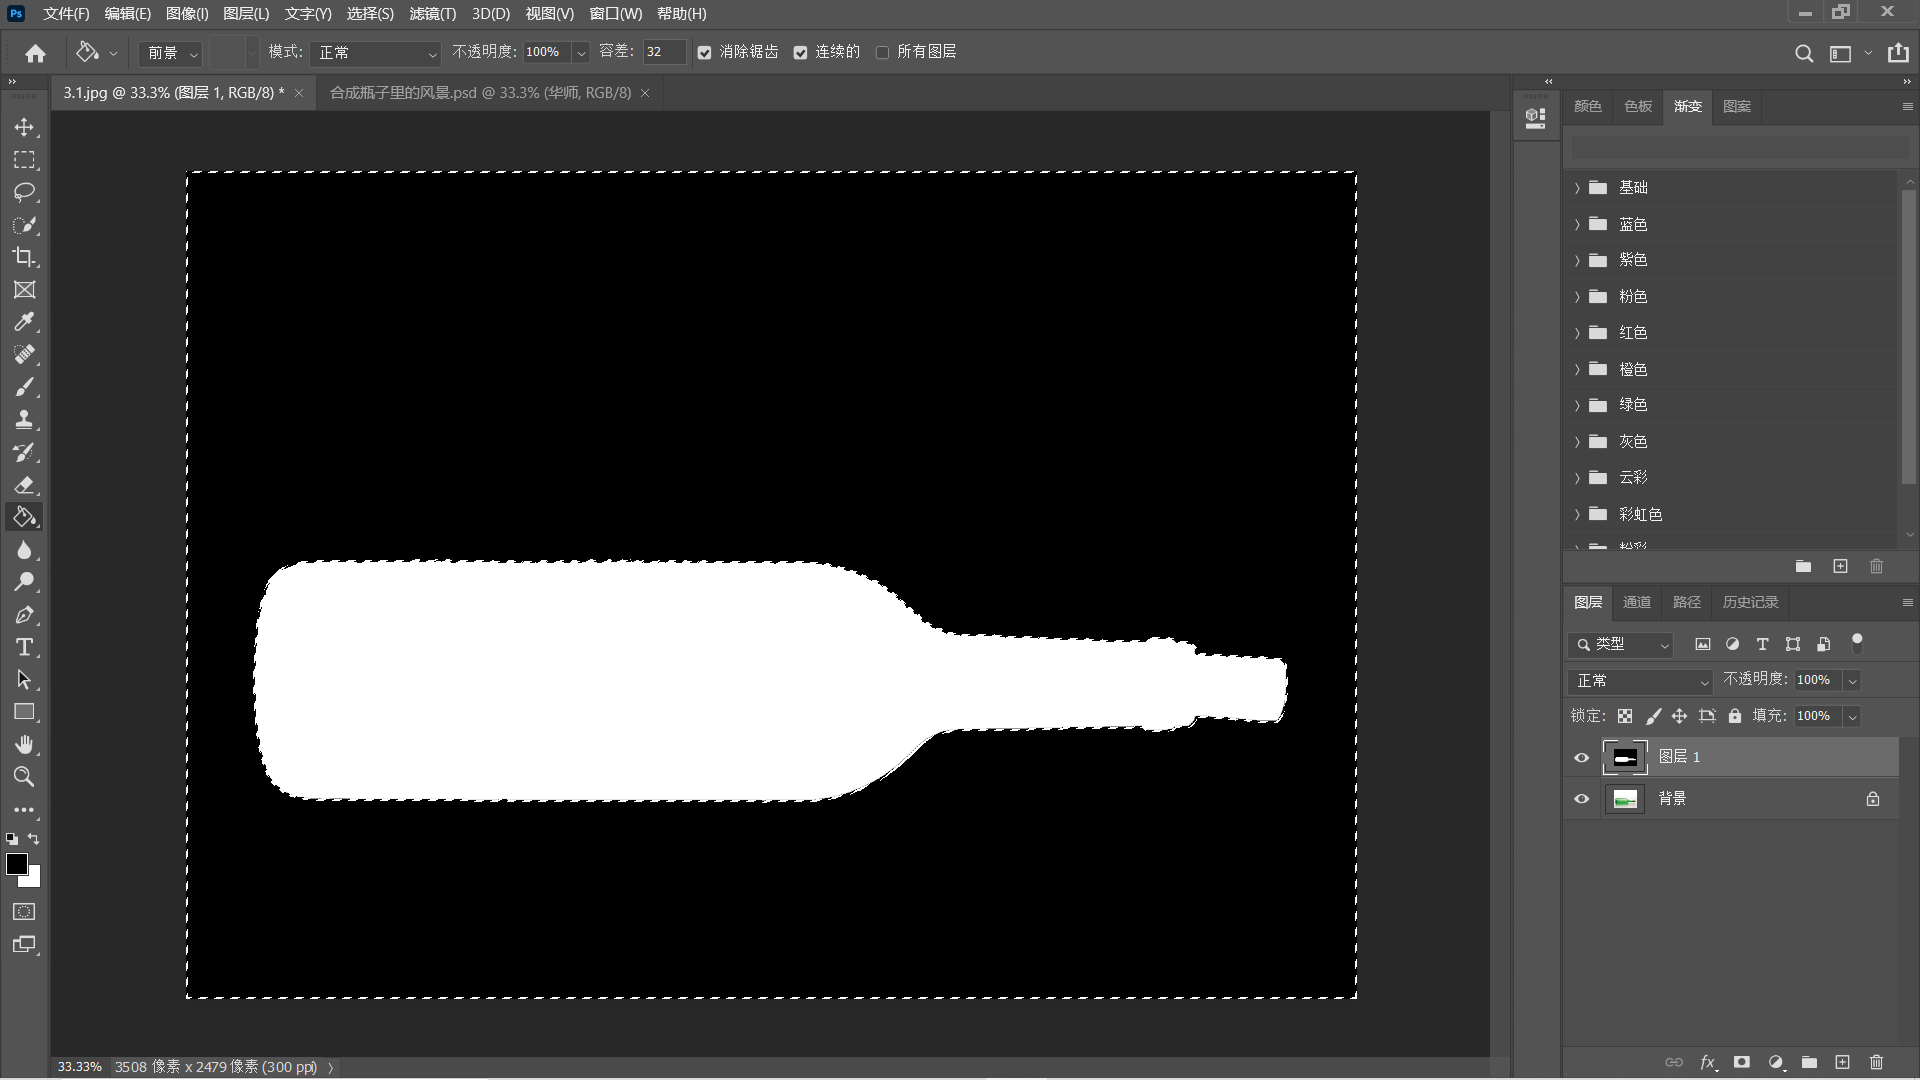 Ps 文件(F) 编辑(E) 图像(I) 图层(L) 文字(Y) 选择(S) 滤镜(T) 3D(D) 视图(V) 窗口(W) 帮助(H)
前景 模式: 正常 不透明度: 100% 容差: 32 消除锯齿 连续的 所有图层
3.1.jpg @ 33.3% (图层 1, RGB/8) * × 合成瓶子里的风景.psd @ 33.3% (华师, RGB/8) ×
颜色 色板 渐变 图案
基础
蓝色
紫色
粉色
红色
橙色
绿色
灰色
云彩
彩虹色
粉彩
图层 通道 路径 历史记录
类型
正常 不透明度: 100%
锁定: 填充: 100%
图层 1
背景
33.33% 3508 像素 x 2479 像素 (300 ppi)